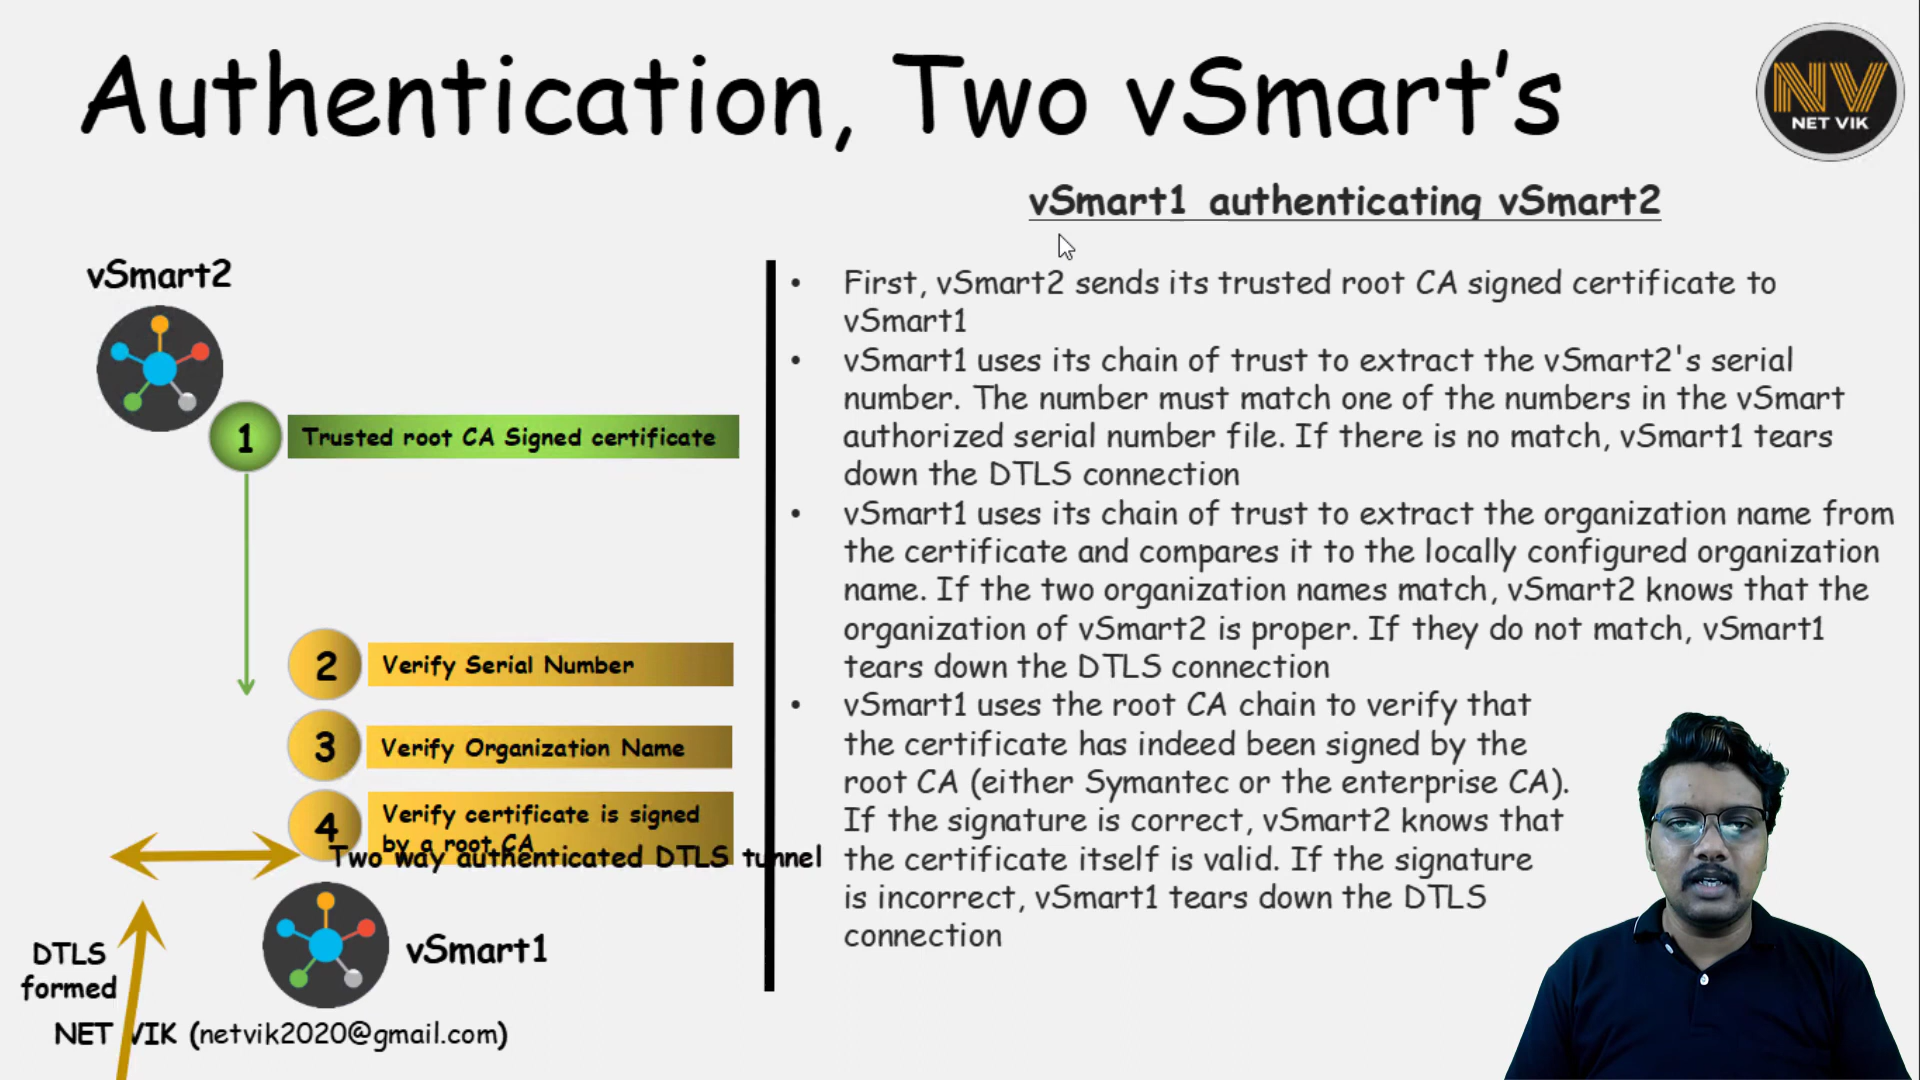 Authentication, Two vSmart's
NV
NET VIK
vSmart1 authenticating vSmart2
vSmart2
1
Trusted root CA Signed certificate
2
Verify Serial Number
3
Verify Organization Name
4
Verify certificate is signed
by a root CA
Two way authenticated DTLS tunnel
vSmart1
DTLS
formed
NET VIK (netvik2020@gmail.com)
• First, vSmart2 sends its trusted root CA signed certificate to
vSmart1
• vSmart1 uses its chain of trust to extract the vSmart2's serial
number. The number must match one of the numbers in the vSmart
authorized serial number file. If there is no match, vSmart1 tears
down the DTLS connection
• vSmart1 uses its chain of trust to extract the organization name from
the certificate and compares it to the locally configured organization
name. If the two organization names match, vSmart2 knows that the
organization of vSmart2 is proper. If they do not match, vSmart1
tears down the DTLS connection
• vSmart1 uses the root CA chain to verify that
the certificate has indeed been signed by the
root CA (either Symantec or the enterprise CA).
If the signature is correct, vSmart2 knows that
the certificate itself is valid. If the signature
is incorrect, vSmart1 tears down the DTLS
connection